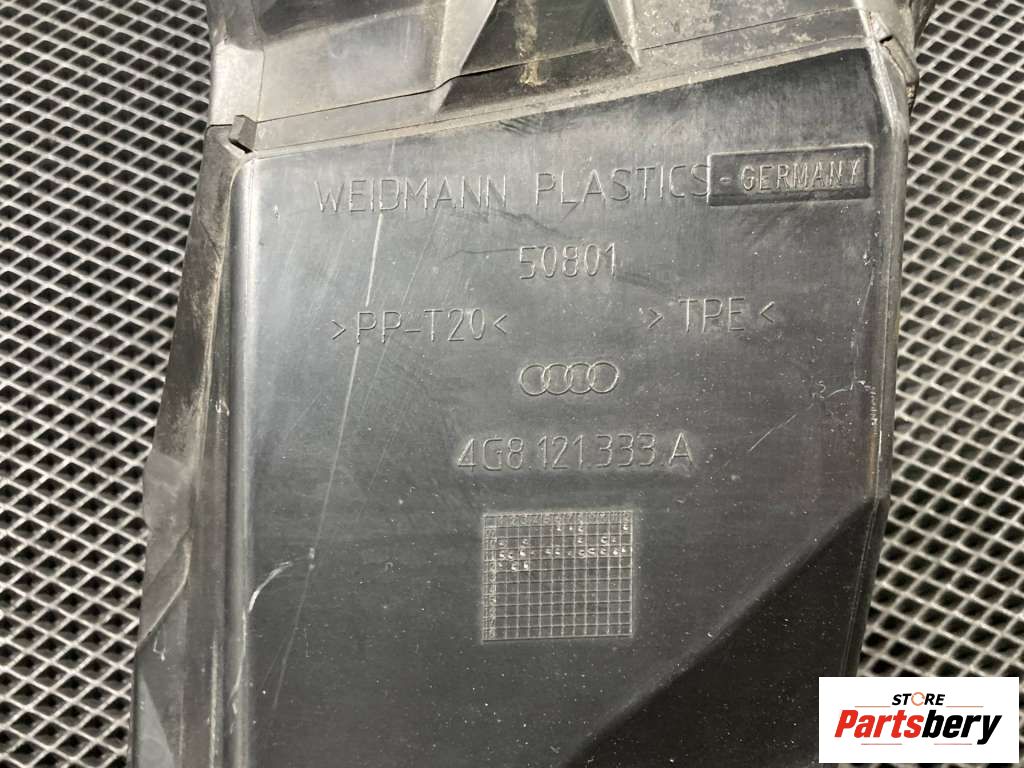 WEIDMANN PLASTICS - GERMANY
50801
>PP-T20< >TPE<
4G8.121.333.A
STORE
Partsbery